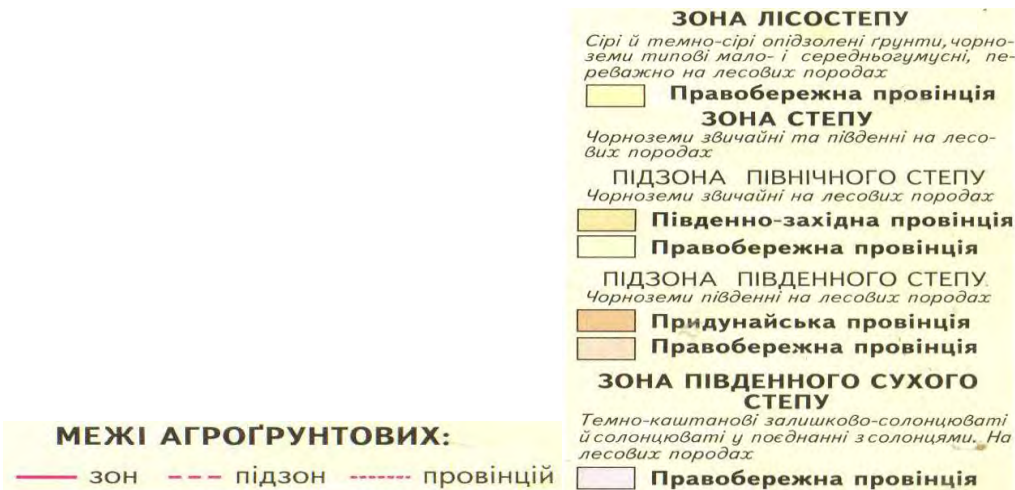 ЗОНА ЛІСОСТЕПУ
Сірі й темно-сірі опідзолені ґрунти, чорно-
земи типові мало- і середньогумусні, пе-
реважно на лесових породах
Правобережна провінція
ЗОНА СТЕПУ
Чорноземи звичайні та південні на лесо-
вих породах
ПІДЗОНА ПІВНІЧНОГО СТЕПУ
Чорноземи звичайні на лесових породах
Південно-західна провінція
Правобережна провінція
ПІДЗОНА ПІВДЕННОГО СТЕПУ
Чорноземи південні на лесових породах
Придунайська провінція
Правобережна провінція
ЗОНА ПІВДЕННОГО СУХОГО
СТЕПУ
Темно-каштанові залишково-солонцюваті
й солонцюваті у поєднанні з солонцями. На
лесових породах
Правобережна провінція
МЕЖІ АГРОҐРУНТОВИХ:
зон підзон провінцій